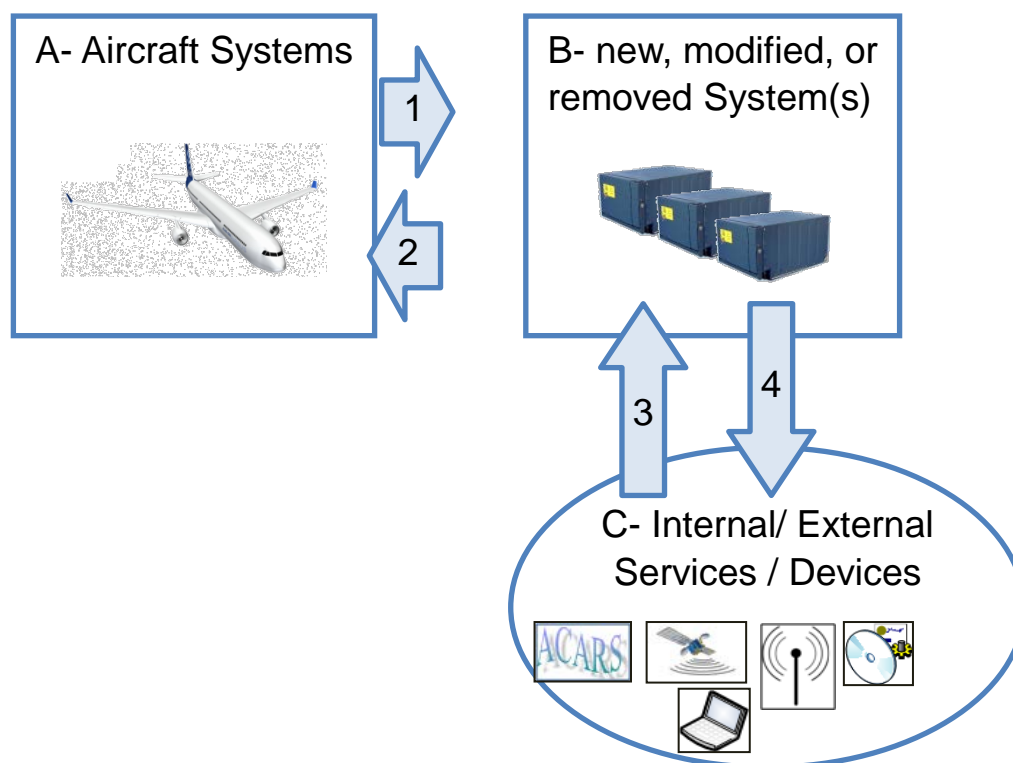 A- Aircraft Systems
1
2
B- new, modified, or
removed System(s)
3
4
C- Internal/ External
Services / Devices
ACARS